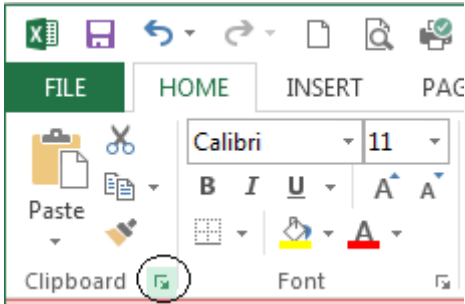 FILE HOME INSERT PAG
Calibri 11
B I U A A
Paste A
Clipboard Font